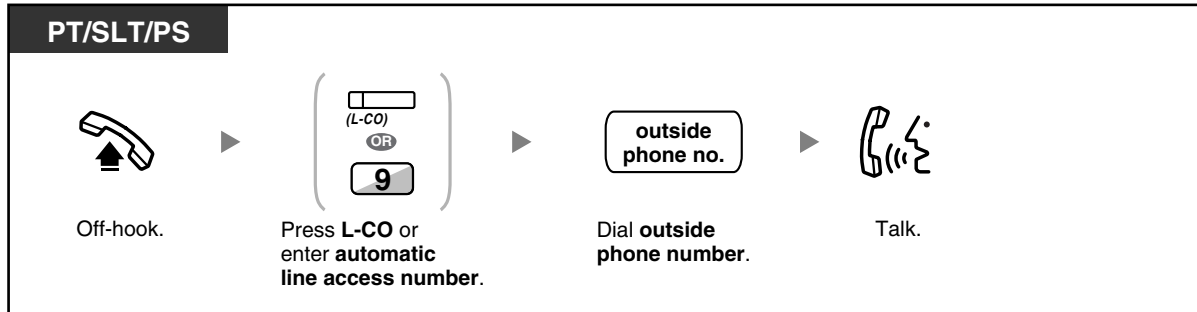 PT/SLT/PS
(L-CO)
OR
9
outside
phone no.
Off-hook.
Press L-CO or
enter automatic
line access number.
Dial outside
phone number.
Talk.